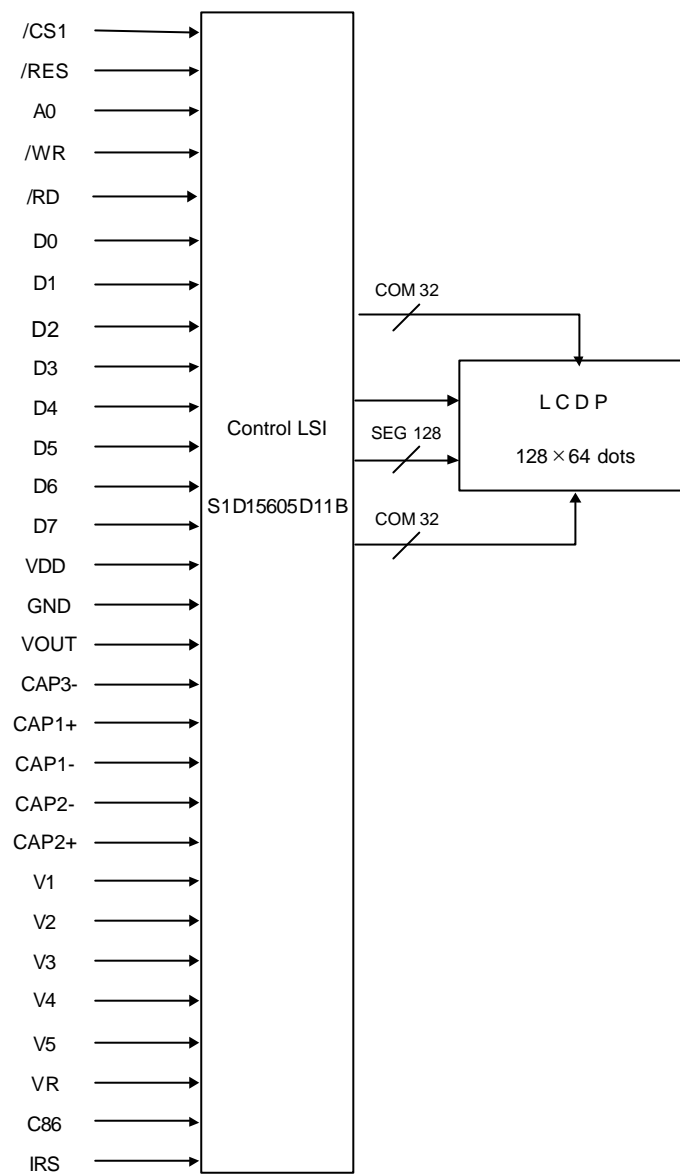 /CS1
/RES
A0
/WR
/RD
D0
D1
D2
D3
D4
D5
D6
D7
VDD
GND
VOUT
CAP3-
CAP1+
CAP1-
CAP2-
CAP2+
V1
V2
V3
V4
V5
VR
C86
IRS
Control LSI
S1D15605D11B
COM 32
SEG 128
COM 32
LCDP
128×64 dots